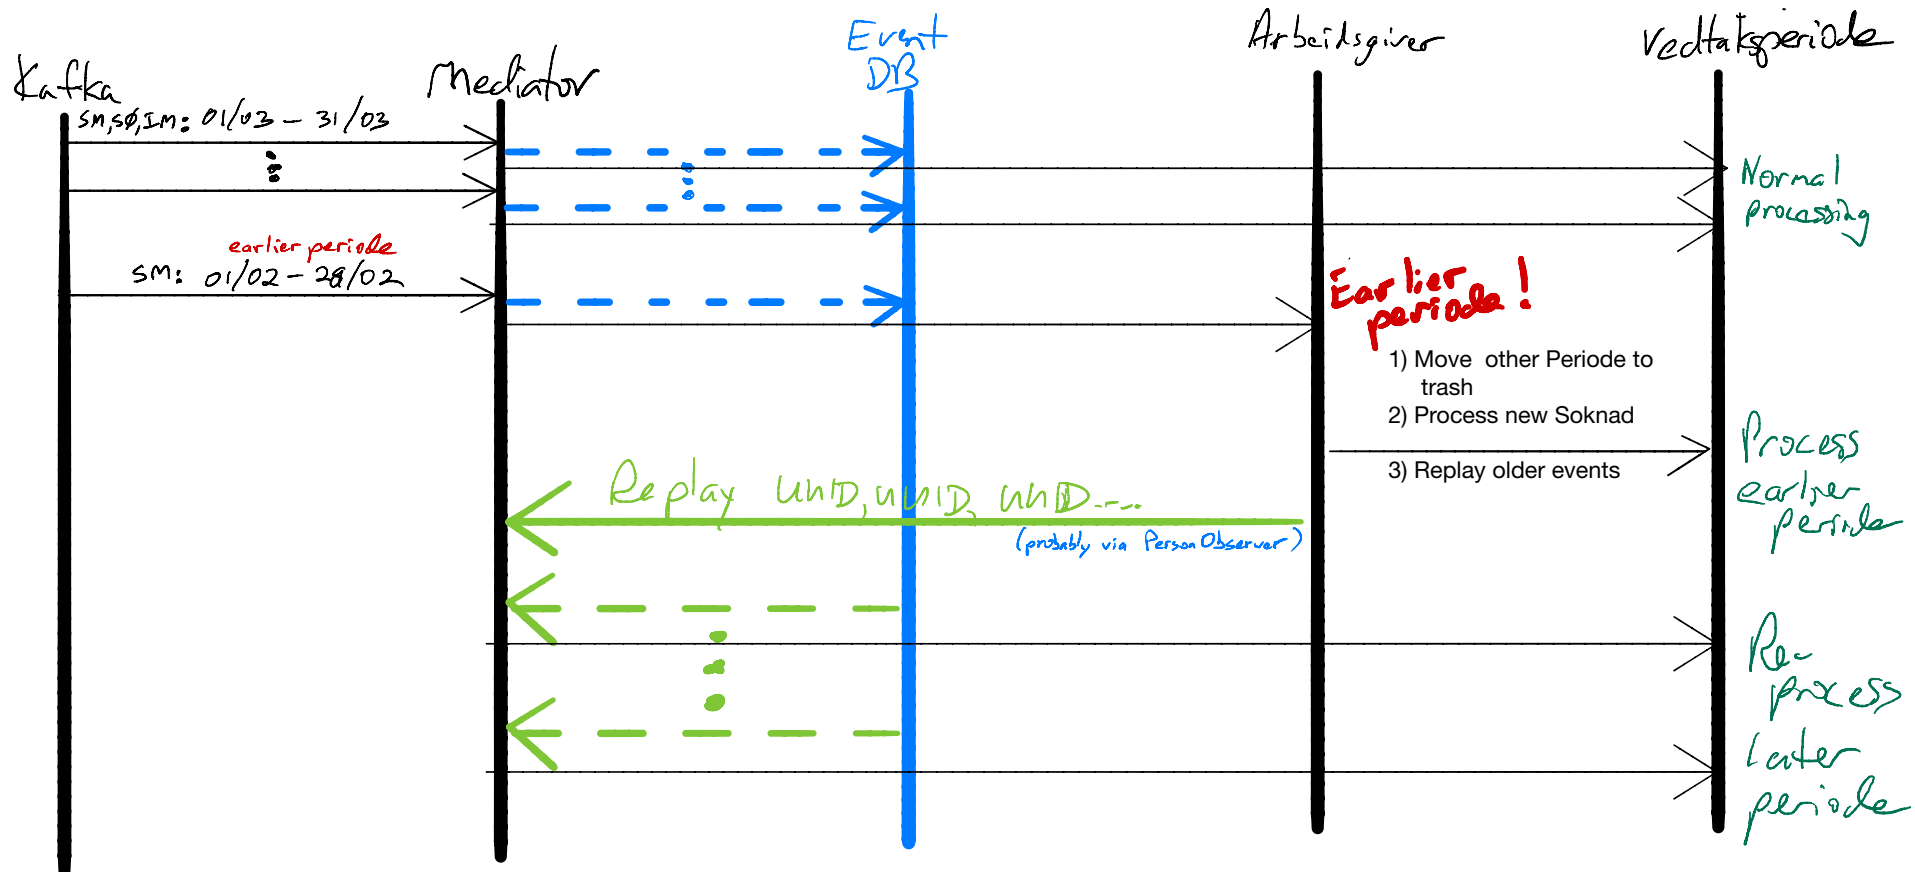 Kafka
Mediator
Event
DB
Arbeidsgiver
Vedtaksperiode
SM, SØ, IM: 01/03 - 31/03
Normal
processing
earlier periode
SM: 01/02 - 28/02
Earlier
periode!
1) Move other Periode to
trash
2) Process new Soknad
3) Replay older events
Process
earlier
periode
Replay UUID, UUID, UUID....
(probably via PersonObserver)
Re-
process
later
periode